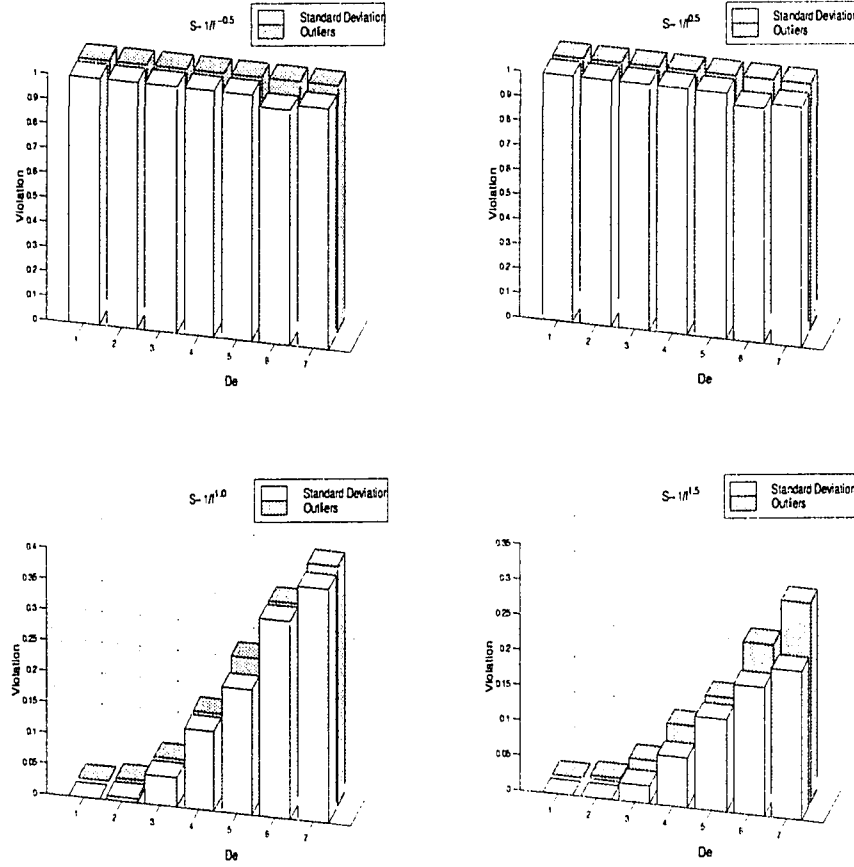 S~ 1/f^-0.5
Standard Deviation
Outliers
1
0.9
0.8
0.7
0.6
0.5
0.4
0.3
0.2
0.1
0
Violation
1 2 3 4 5 6 7
De
S~ 1/f^0.5
Standard Deviation
Outliers
1
0.9
0.8
0.7
0.6
0.5
0.4
0.3
0.2
0.1
0
Violation
1 2 3 4 5 6 7
De
S~ 1/f^1.0
Standard Deviation
Outliers
0.4
0.35
0.3
0.25
0.2
0.15
0.1
0.05
0
Violation
1 2 3 4 5 6 7
De
S~ 1/f^1.5
Standard Deviation
Outliers
0.35
0.3
0.25
0.2
0.15
0.1
0.05
0
Violation
1 2 3 4 5 6 7
De